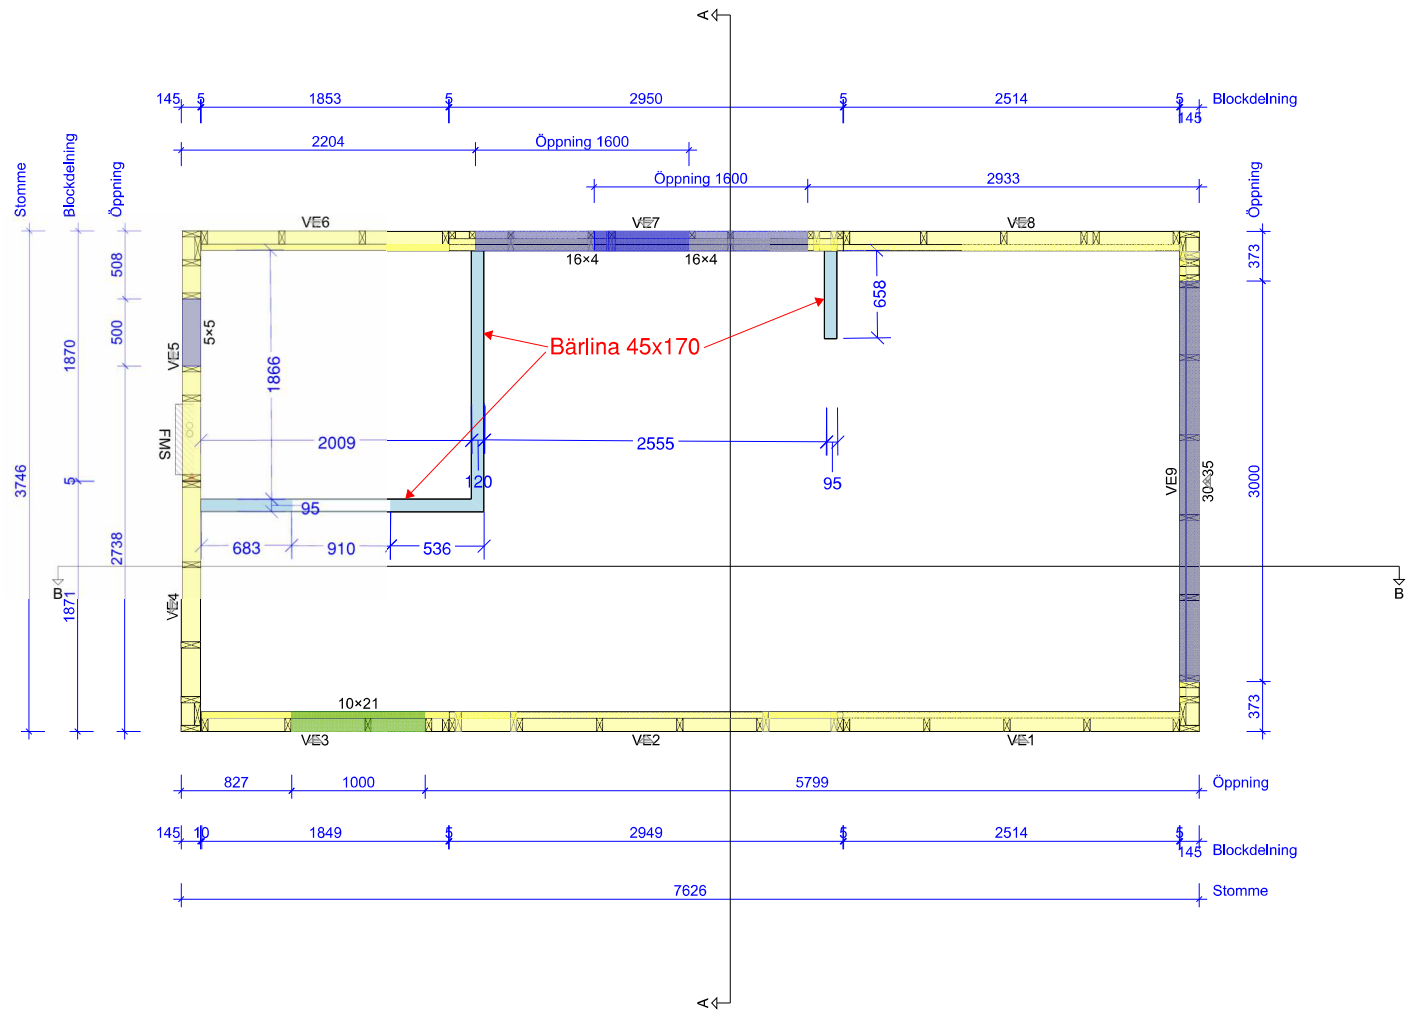 A
145 5 1853 5 2950 5 2514 5 Blockdelning
145
2204 Öppning 1600
Öppning 1600 2933
Stomme
Blockdelning
Öppning
Öppning
VE6 VE7 VE8
16×4 16×4
508
373
658
500
5×5
VE5
1870
Bärlina 45x170
1866
FMS
2009 2555
120 95
3746
5
VE9
30×35
3000
95
683 910 536
2738
B B
1871
VE4
10×21
373
VE3 VE2 VE1
827 1000 5799 Öppning
145 10 1849 5 2949 5 2514 5
145 Blockdelning
7626 Stomme
A